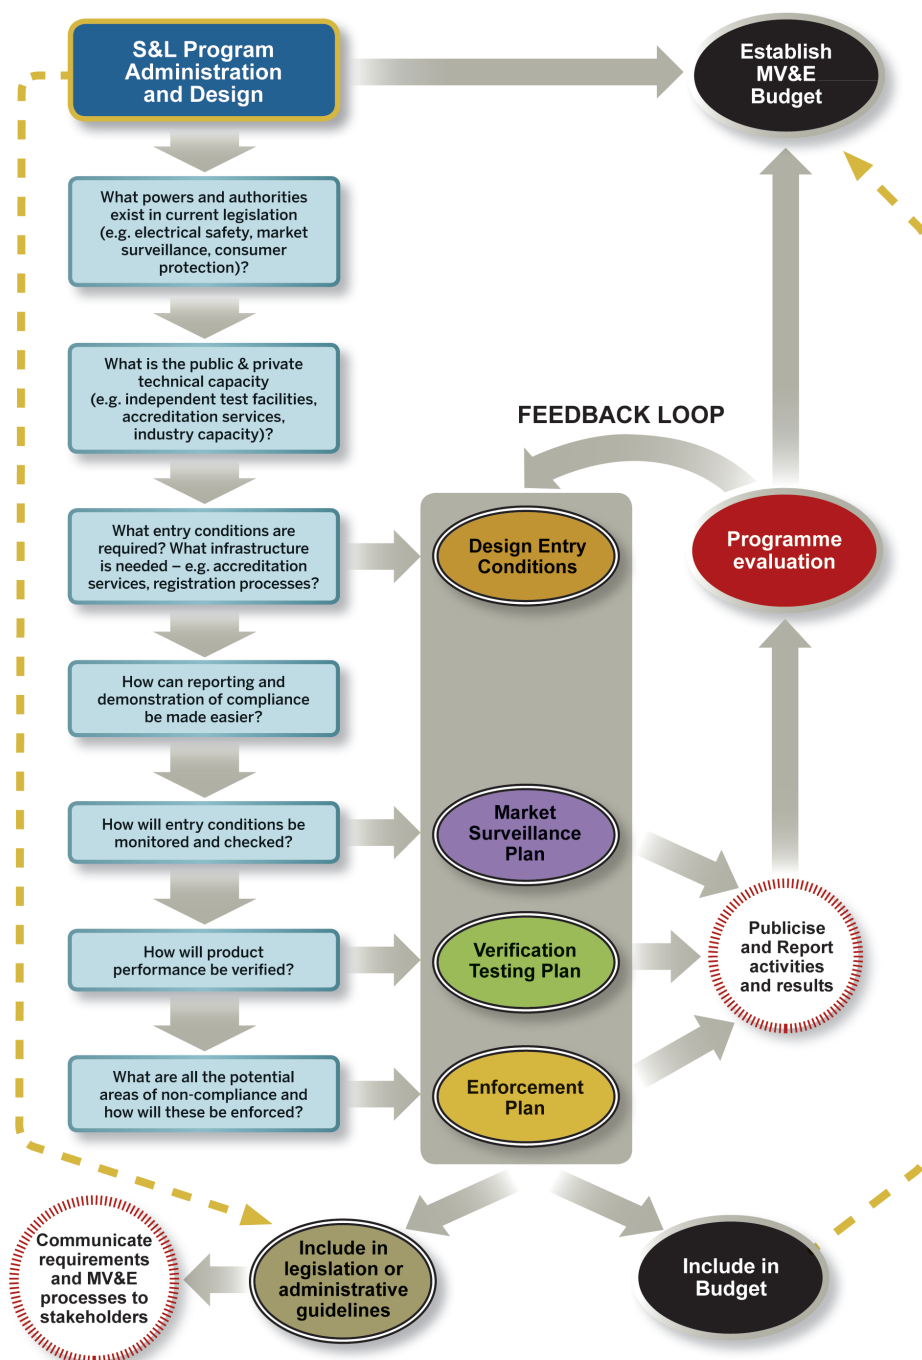 S&L Program
Administration
and Design
Establish
MV&E
Budget
What powers and authorities
exist in current legislation
(e.g. electrical safety, market
surveillance, consumer
protection)?
What is the public & private
technical capacity
(e.g. independent test facilities,
accreditation services,
industry capacity)?
FEEDBACK LOOP
What entry conditions are
required? What infrastructure
is needed – e.g. accreditation
services, registration processes?
Design Entry
Conditions
Programme
evaluation
How can reporting and
demonstration of compliance
be made easier?
How will entry conditions be
monitored and checked?
Market
Surveillance
Plan
How will product
performance be verified?
Verification
Testing Plan
Publicise
and Report
activities
and results
What are all the potential
areas of non-compliance and
how will these be enforced?
Enforcement
Plan
Communicate
requirements
and MV&E
processes to
stakeholders
Include in
legislation or
administrative
guidelines
Include in
Budget